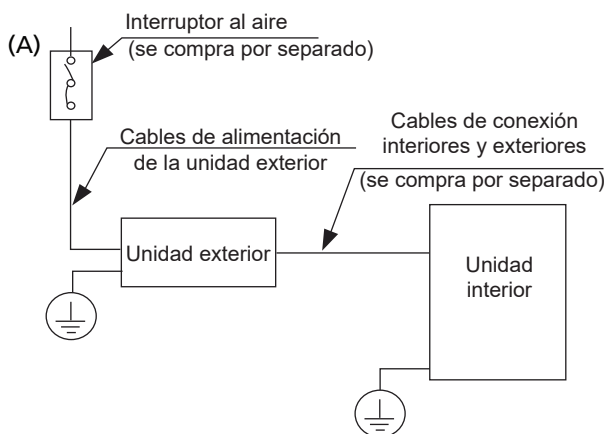 (A)
Interruptor al aire
(se compra por separado)
Cables de alimentación
de la unidad exterior
Cables de conexión
interiores y exteriores
(se compra por separado)
Unidad exterior
Unidad
interior